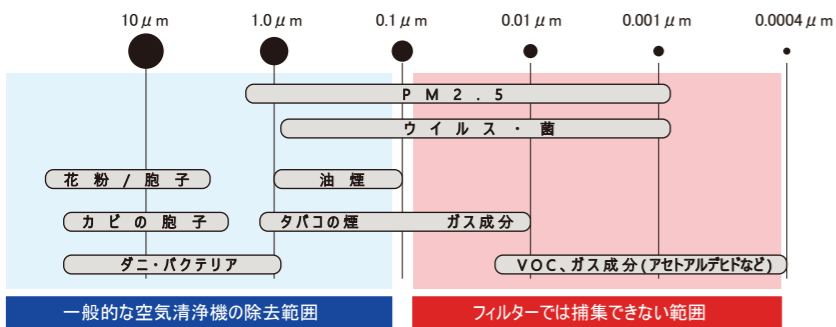 10μm 1.0μm 0.1μm 0.01μm 0.001μm 0.0004μm
PM2.5
ウイルス・菌
花粉/胞子 油煙
カビの胞子 タバコの煙 ガス成分
ダニ・バクテリア VOC、ガス成分(アセトアルデヒドなど)
一般的な空気清浄機の除去範囲 フィルターでは捕集できない範囲